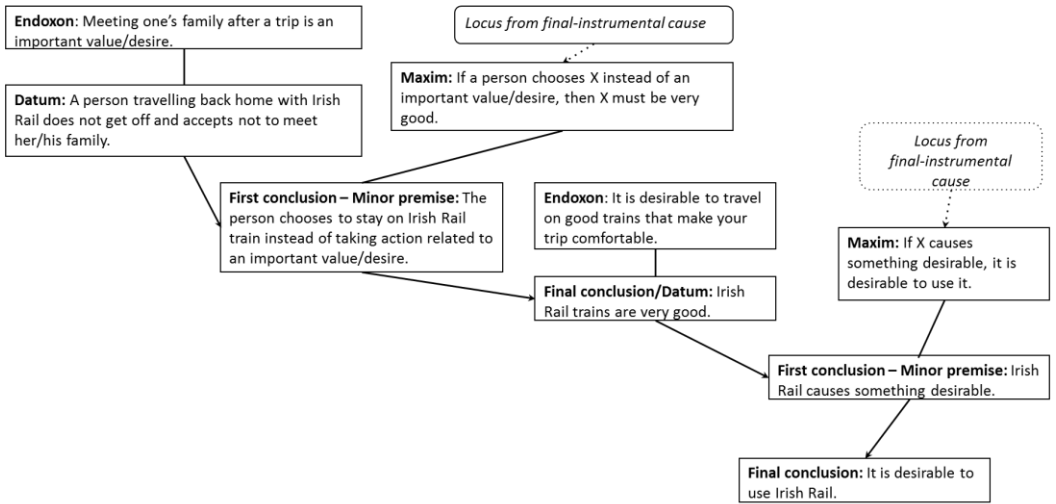 Endoxon: Meeting one's family after a trip is an
important value/desire.
Locus from final-instrumental cause
Datum: A person travelling back home with Irish
Rail does not get off and accepts not to meet
her/his family.
Maxim: If a person chooses X instead of an
important value/desire, then X must be very
good.
Locus from
final-instrumental
cause
First conclusion – Minor premise: The
person chooses to stay on Irish Rail
train instead of taking action related to
an important value/desire.
Endoxon: It is desirable to travel
on good trains that make your
trip comfortable.
Maxim: If X causes
something desirable, it is
desirable to use it.
Final conclusion/Datum: Irish
Rail trains are very good.
First conclusion – Minor premise: Irish
Rail causes something desirable.
Final conclusion: It is desirable to
use Irish Rail.